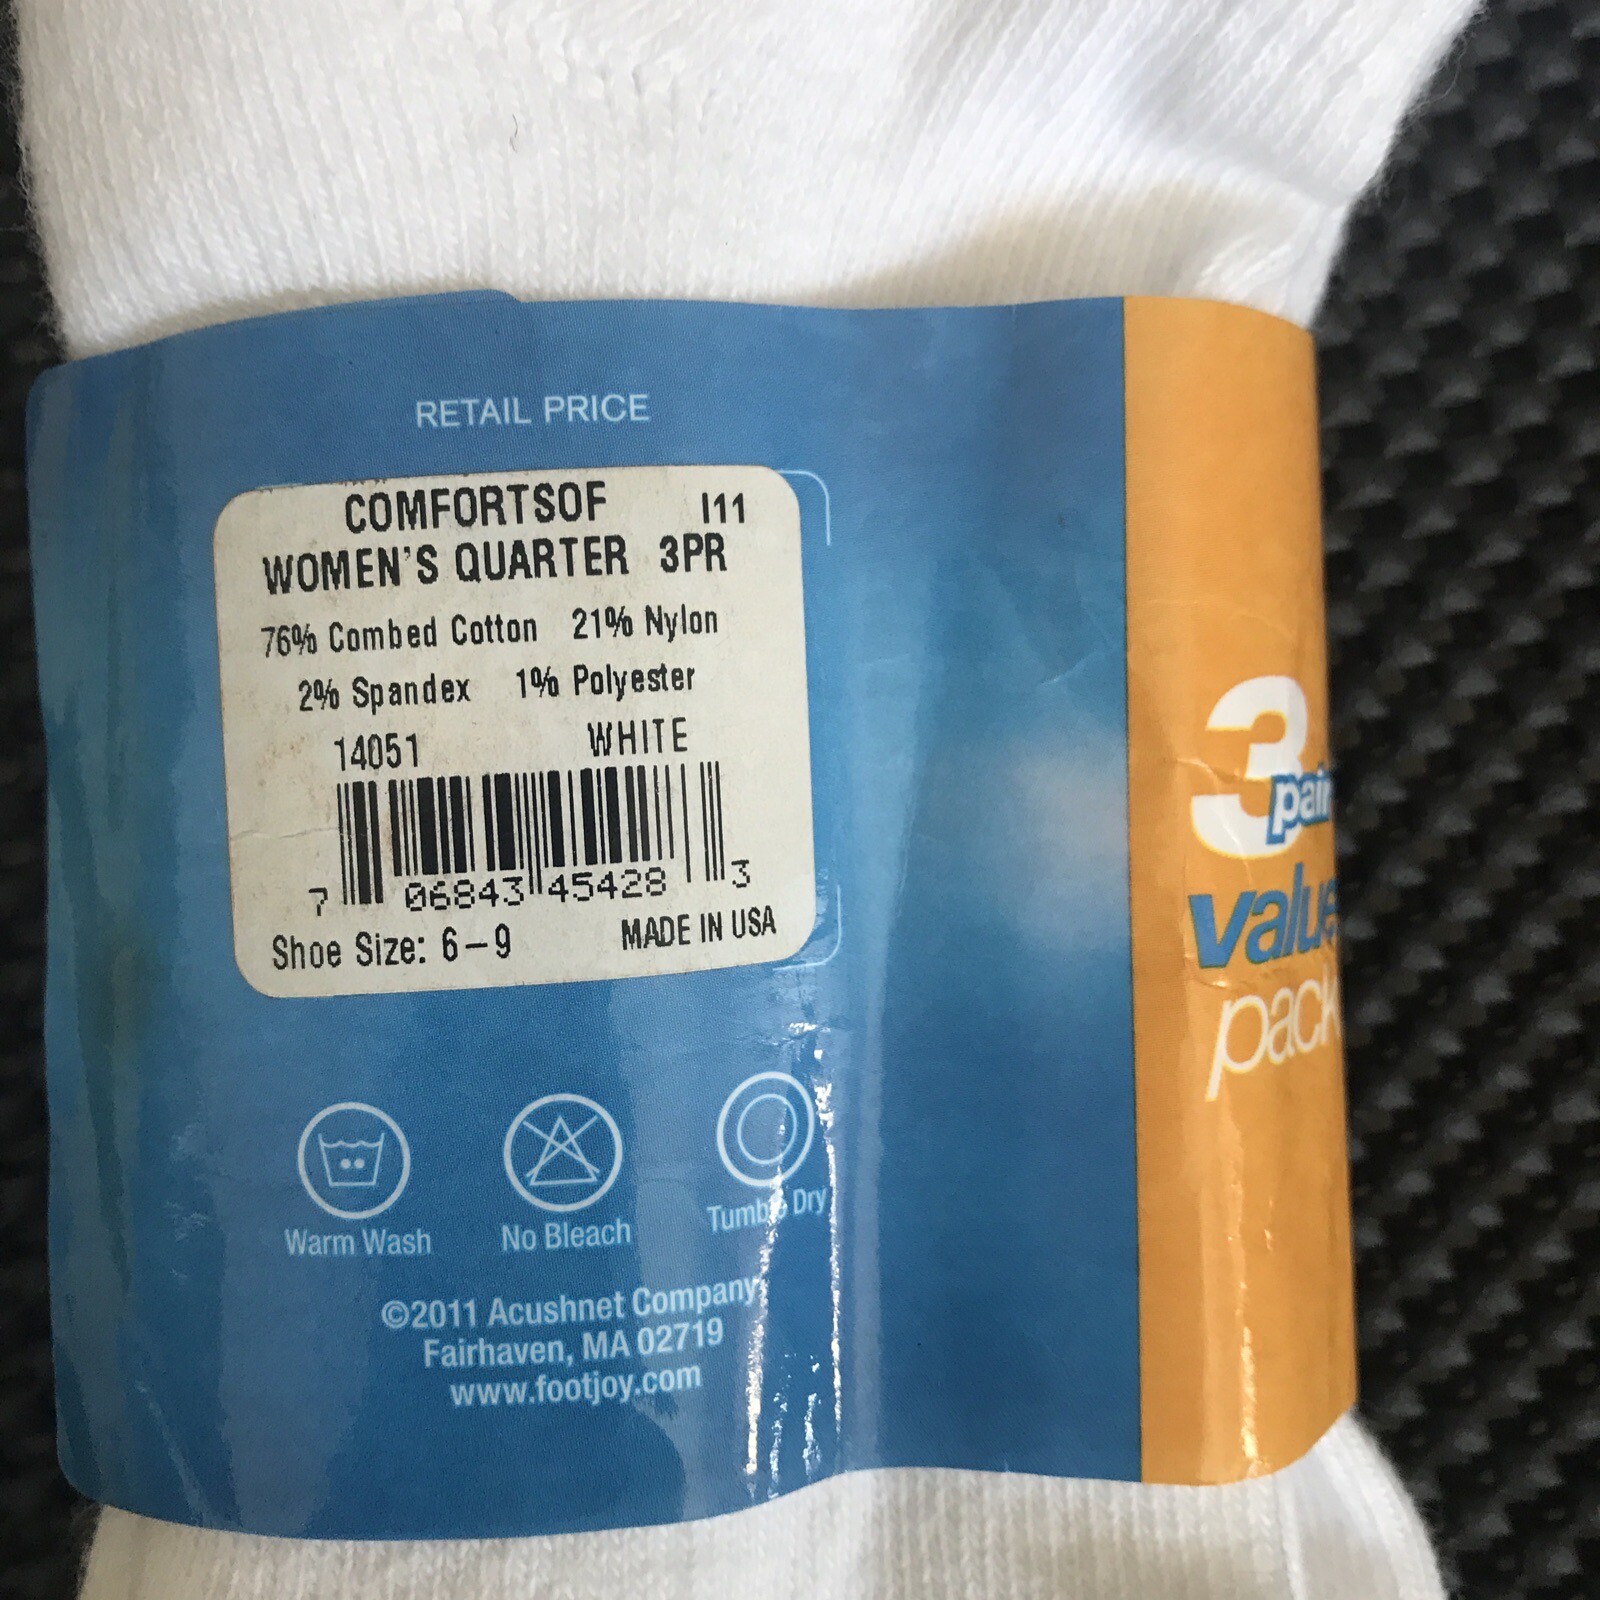 RETAIL PRICE
COMFORTSOF I11
WOMEN'S QUARTER 3PR
76% Combed Cotton 21% Nylon
2% Spandex 1% Polyester
14051 WHITE
7 06843 45428 3
Shoe Size: 6-9 MADE IN USA
Warm Wash No Bleach Tumble Dry
©2011 Acushnet Company
Fairhaven, MA 02719
www.footjoy.com
3
pair
value
pack